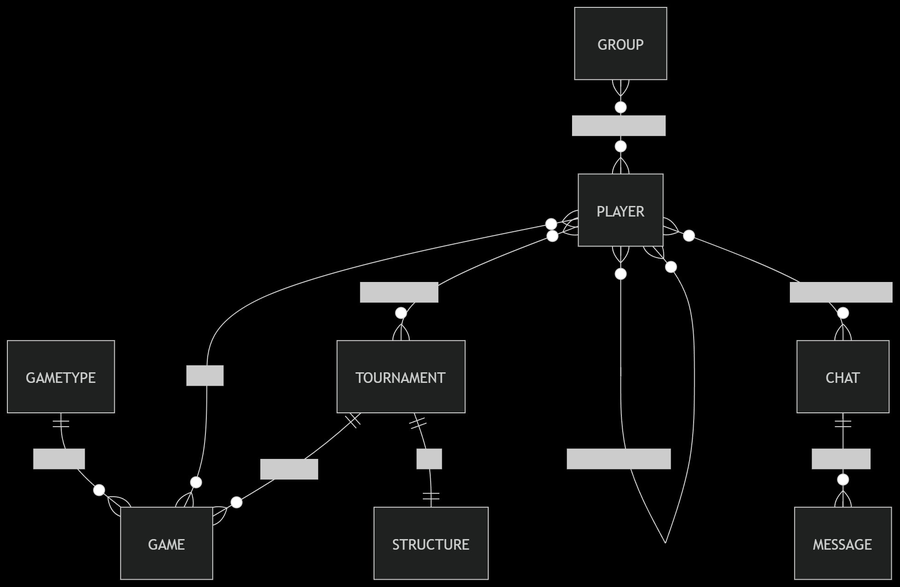 GROUP
PLAYER
GAMETYPE
TOURNAMENT
CHAT
GAME
STRUCTURE
MESSAGE